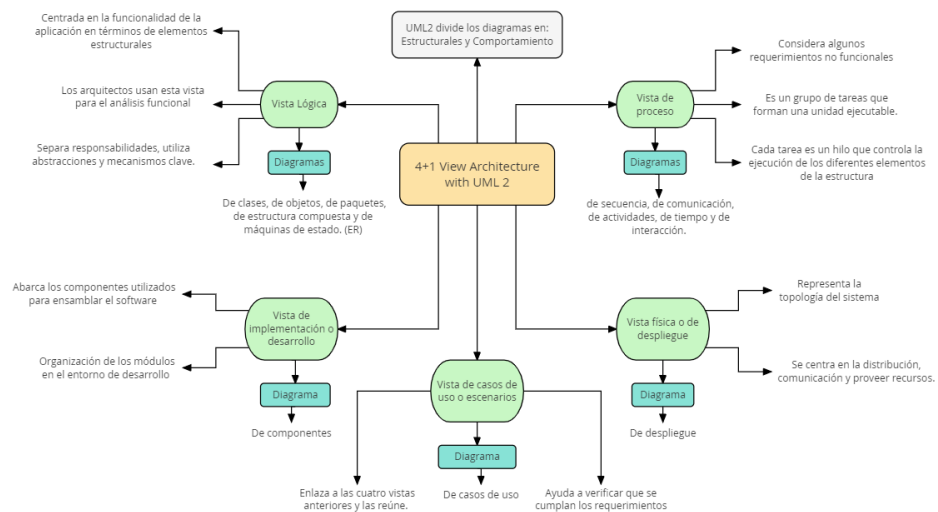 UML2 divide los diagramas en:
Estructurales y Comportamiento
4+1 View Architecture
with UML 2
Centrada en la funcionalidad de la
aplicación en términos de elementos
estructurales
Los arquitectos usan esta vista
para el análisis funcional
Separa responsabilidades, utiliza
abstracciones y mecanismos clave.
Vista Lógica
Diagramas
De clases, de objetos, de paquetes,
de estructura compuesta y de
máquinas de estado. (ER)
Vista de
proceso
Considera algunos
requerimientos no funcionales
Es un grupo de tareas que
forman una unidad ejecutable.
Cada tarea es un hilo que controla la
ejecución de los diferentes elementos
de la estructura
Diagramas
de secuencia, de comunicación,
de actividades, de tiempo y de
interacción.
Abarca los componentes utilizados
para ensamblar el software
Organización de los módulos
en el entorno de desarrollo
Vista de
implementación o
desarrollo
Diagrama
De componentes
Vista de casos de
uso o escenarios
Diagrama
Enlaza a las cuatro vistas
anteriores y las reúne.
De casos de uso
Ayuda a verificar que se
cumplan los requerimientos
Vista física o de
despliegue
Representa la
topología del sistema
Se centra en la distribución,
comunicación y proveer recursos.
Diagrama
De despliegue